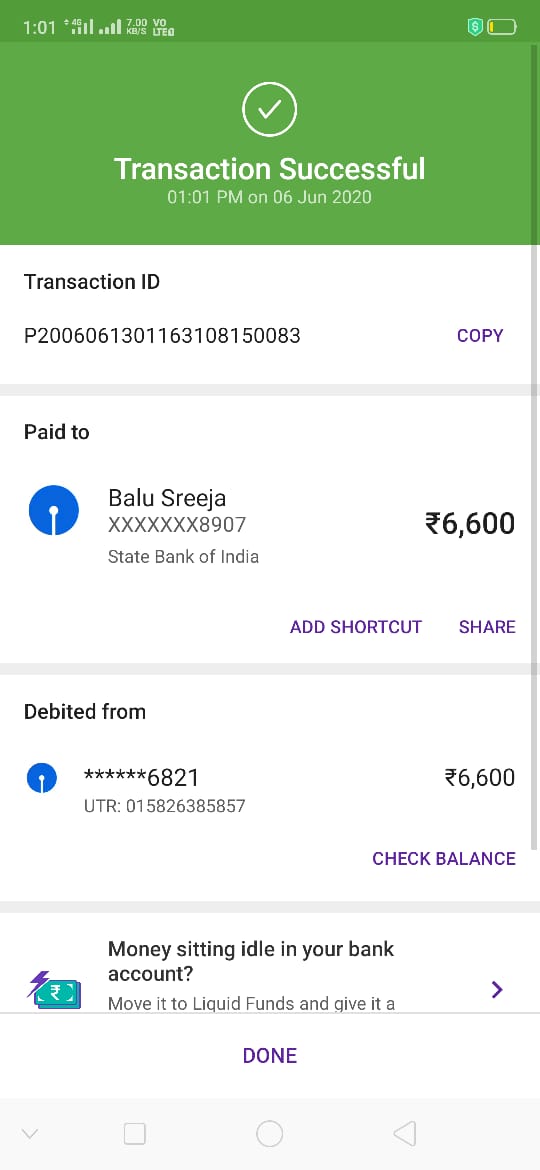 1:01 4G 7.00 KB/S VO LTE
Transaction Successful
01:01 PM on 06 Jun 2020
Transaction ID
P2006061301163108150083 COPY
Paid to
Balu Sreeja
XXXXXXX8907
₹6,600
State Bank of India
ADD SHORTCUT SHARE
Debited from
******6821 ₹6,600
UTR: 015826385857
CHECK BALANCE
Money sitting idle in your bank
account?
Move it to Liquid Funds and give it a
DONE